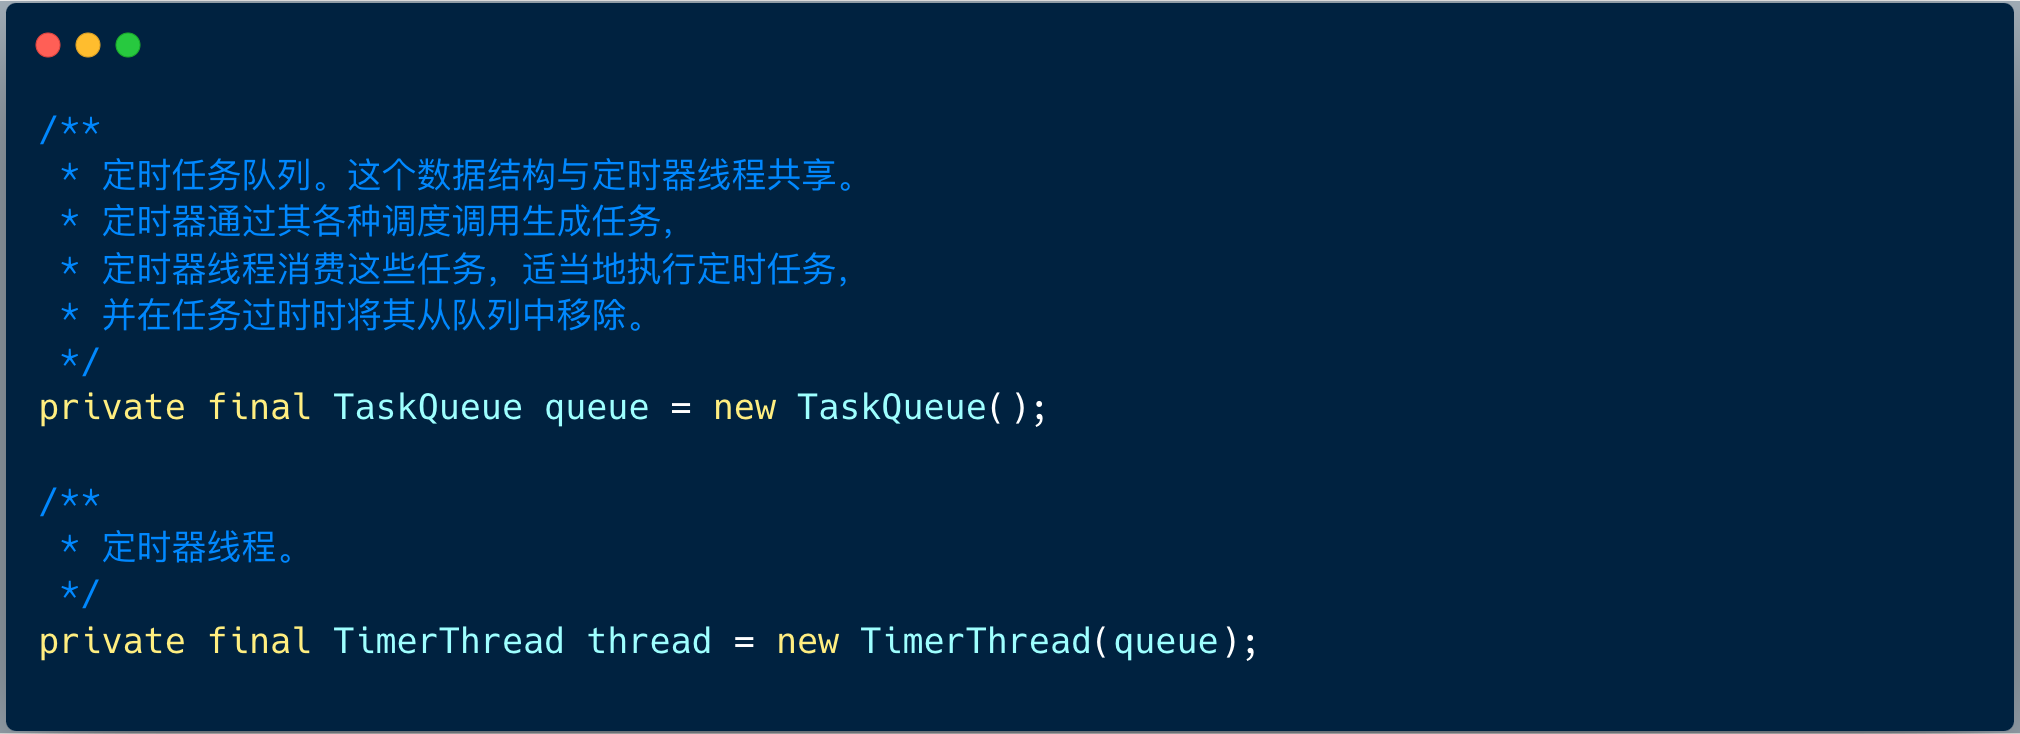 /**
 * 定时任务队列。这个数据结构与定时器线程共享。
 * 定时器通过其各种调度调用生成任务，
 * 定时器线程消费这些任务，适当地执行定时任务，
 * 并在任务过时时将其从队列中移除。
 */
private final TaskQueue queue = new TaskQueue();
/**
 * 定时器线程。
 */
private final TimerThread thread = new TimerThread(queue);